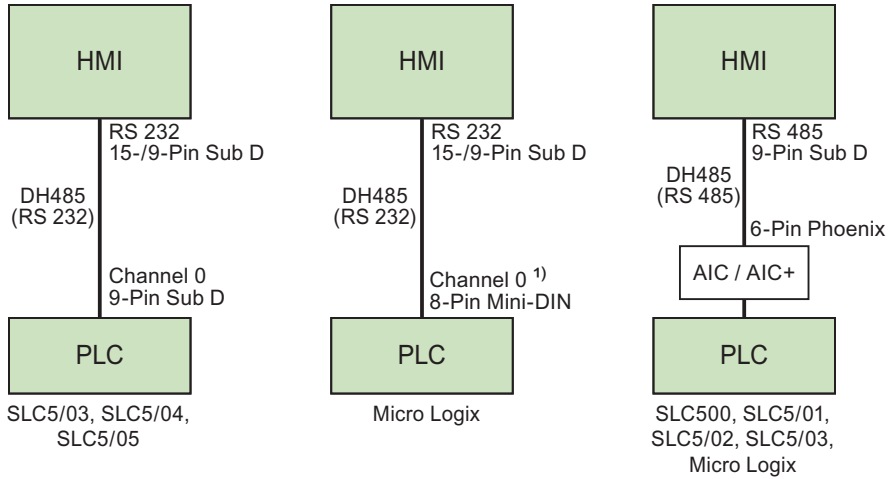 HMI
RS 232
15-/9-Pin Sub D
DH485
(RS 232)
Channel 0
9-Pin Sub D
PLC
SLC5/03, SLC5/04,
SLC5/05
HMI
RS 232
15-/9-Pin Sub D
DH485
(RS 232)
Channel 0 1)
8-Pin Mini-DIN
PLC
Micro Logix
HMI
RS 485
9-Pin Sub D
DH485
(RS 485)
6-Pin Phoenix
AIC / AIC+
PLC
SLC500, SLC5/01,
SLC5/02, SLC5/03,
Micro Logix